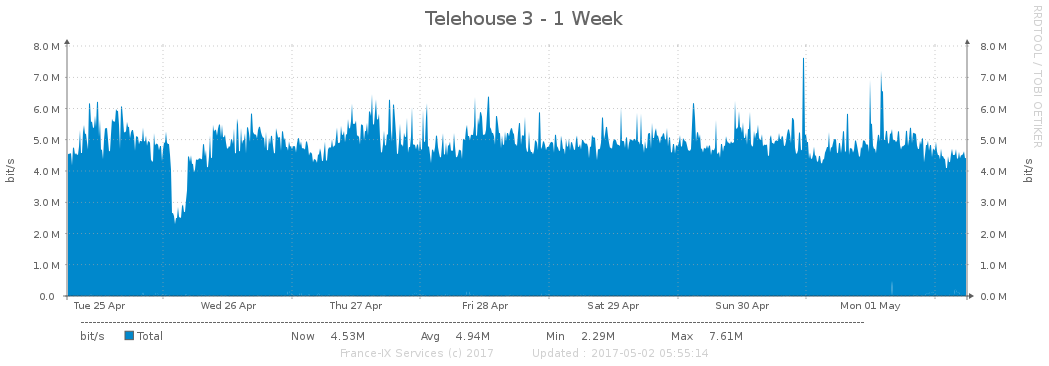 Telehouse 3 - 1 Week
RRDTOOL / TOBI OETIKER
bit/s
8.0 M 8.0 M
7.0 M 7.0 M
6.0 M 6.0 M
5.0 M 5.0 M
4.0 M 4.0 M
3.0 M 3.0 M
2.0 M 2.0 M
1.0 M 1.0 M
0.0 0.0 M
bit/s
Tue 25 Apr Wed 26 Apr Thu 27 Apr Fri 28 Apr Sat 29 Apr Sun 30 Apr Mon 01 May
bit/s Total Now 4.53M Avg 4.94M Min 2.29M Max 7.61M
France-IX Services (c) 2017 Updated : 2017-05-02 05:55:14